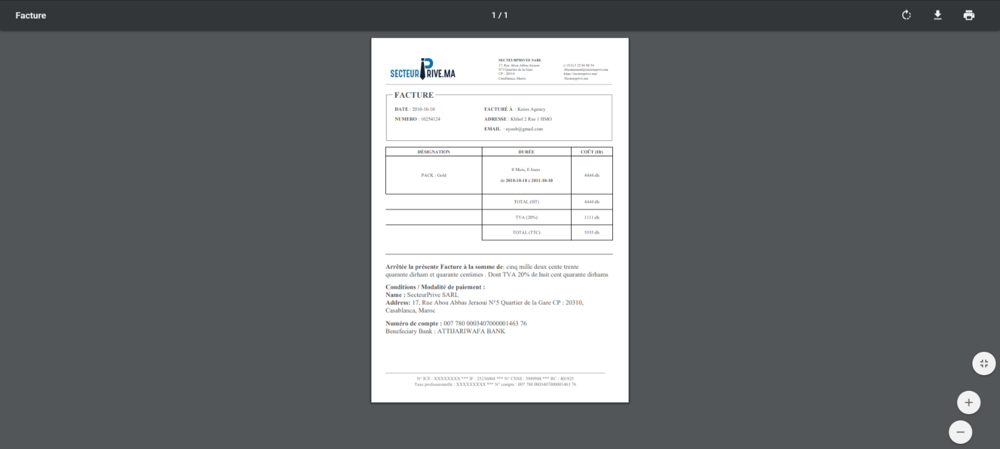 Facture
1 / 1
SECTEUR PRIVE.MA
SECTEURPRIVEE SARL
17, Rue Abou Abbas Jeraoui
N°5 Quartier de la Gare
CP : 20310
Casablanca, Maroc
(+212) 5 22 96 98 54
Abonnement@secteurprive.ma
https://secteurprive.ma/
/Secteurprive.ma
FACTURE
DATE : 2010-10-10
NUMERO : 10254124
FACTURÉ À : Koios Agency
ADRESSE : Khliol 2 Rue 1 HMO
EMAIL : ayoub@gmail.com
DÉSIGNATION DURÉE COÛT (Ht)
PACK : Gold
0 Mois, 0 Jours
de 2010-10-10 à 2011-10-10
4444 dh
TOTAL (HT) 4444 dh
TVA (20%) 1111 dh
TOTAL (TTC) 5555 dh
Arrêtée la présente Facture à la somme de: cinq mille deux cente trente
quarante dirham et quarante centimes . Dont TVA 20% de huit cent quarante dirhams
Conditions / Modalité de paiement :
Name : SecteurPrive SARL
Address: 17, Rue Abou Abbas Jeraoui N°5 Quartier de la Gare CP : 20310,
Casablanca, Maroc
Numéro de compte : 007 780 0003407000001463 76
Benefeciary Bank : ATTIJARIWAFA BANK
N° ICE : XXXXXXXX *** IF : 25236004 *** N° CNSS : 5949948 *** RC : 401925
Taxe professionnelle : XXXXXXXXX *** N° compte : 007 780 0003407000001463 76